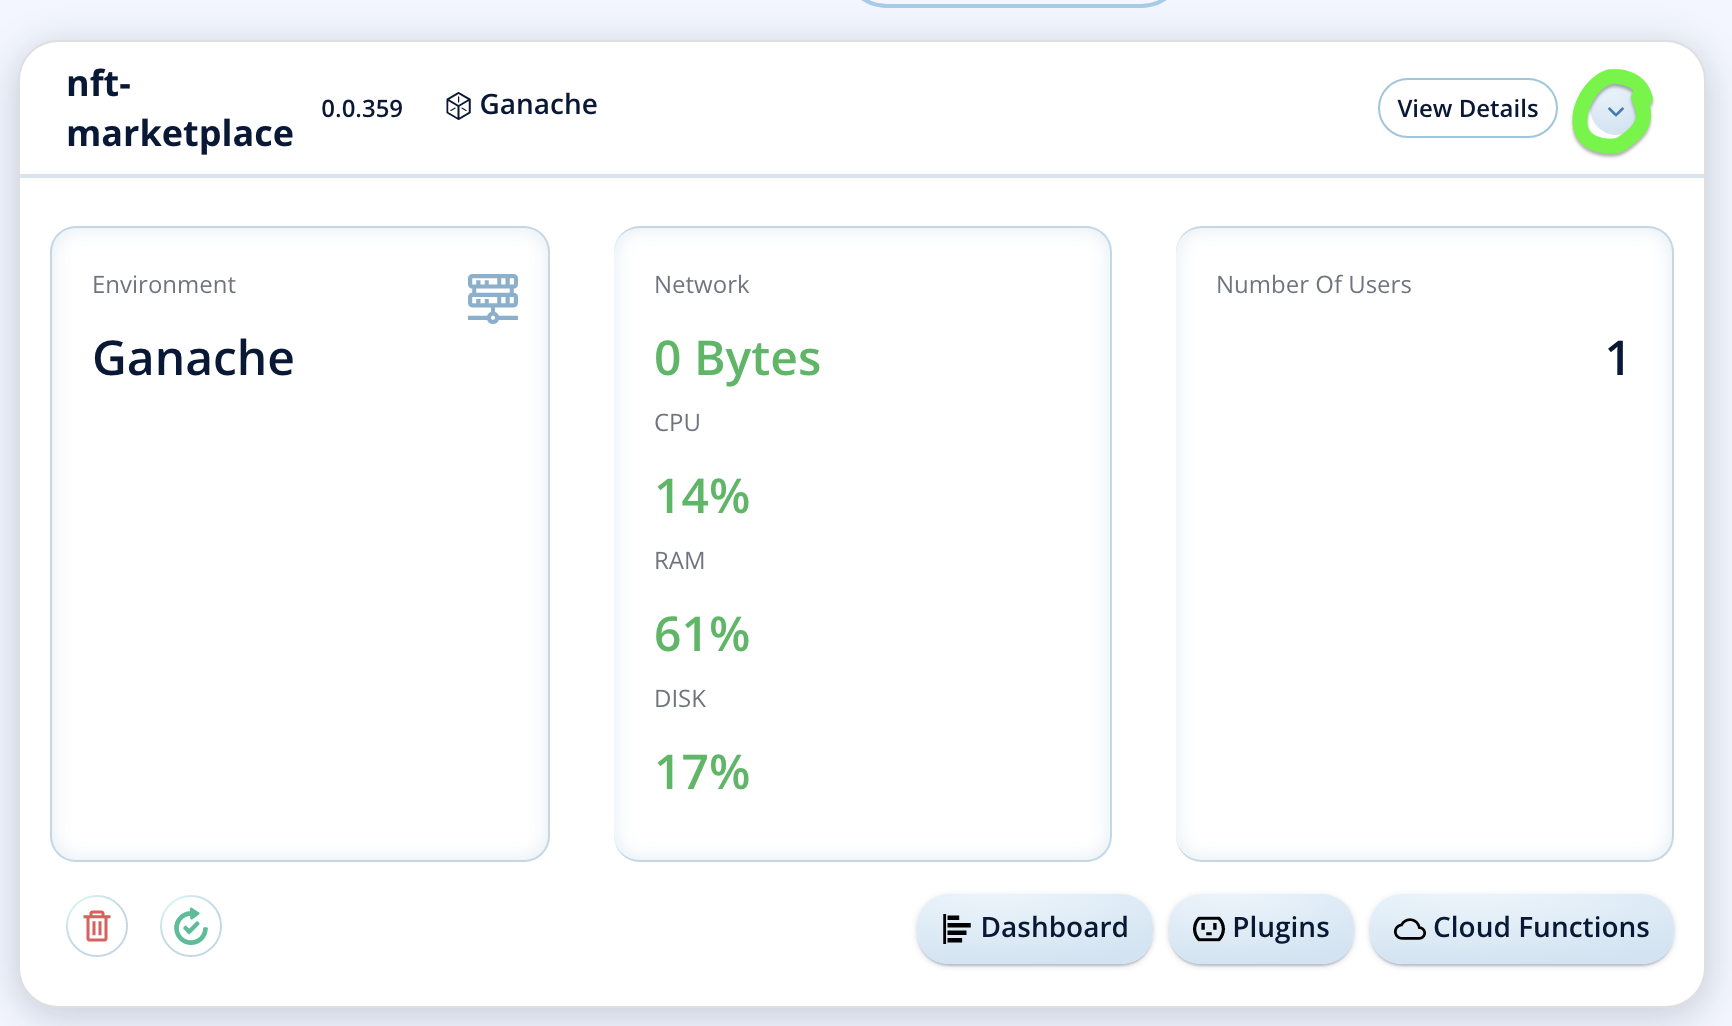 nft-
marketplace
0.0.359
Ganache
View Details
Environment
Ganache
Network
0 Bytes
CPU
14%
RAM
61%
DISK
17%
Number Of Users
1
Dashboard
Plugins
Cloud Functions